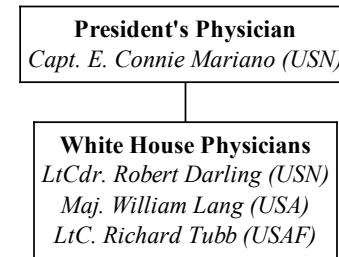 President's Physician
Capt. E. Connie Mariano (USN)
White House Physicians
LtCdr. Robert Darling (USN)
Maj. William Lang (USA)
LtC. Richard Tubb (USAF)